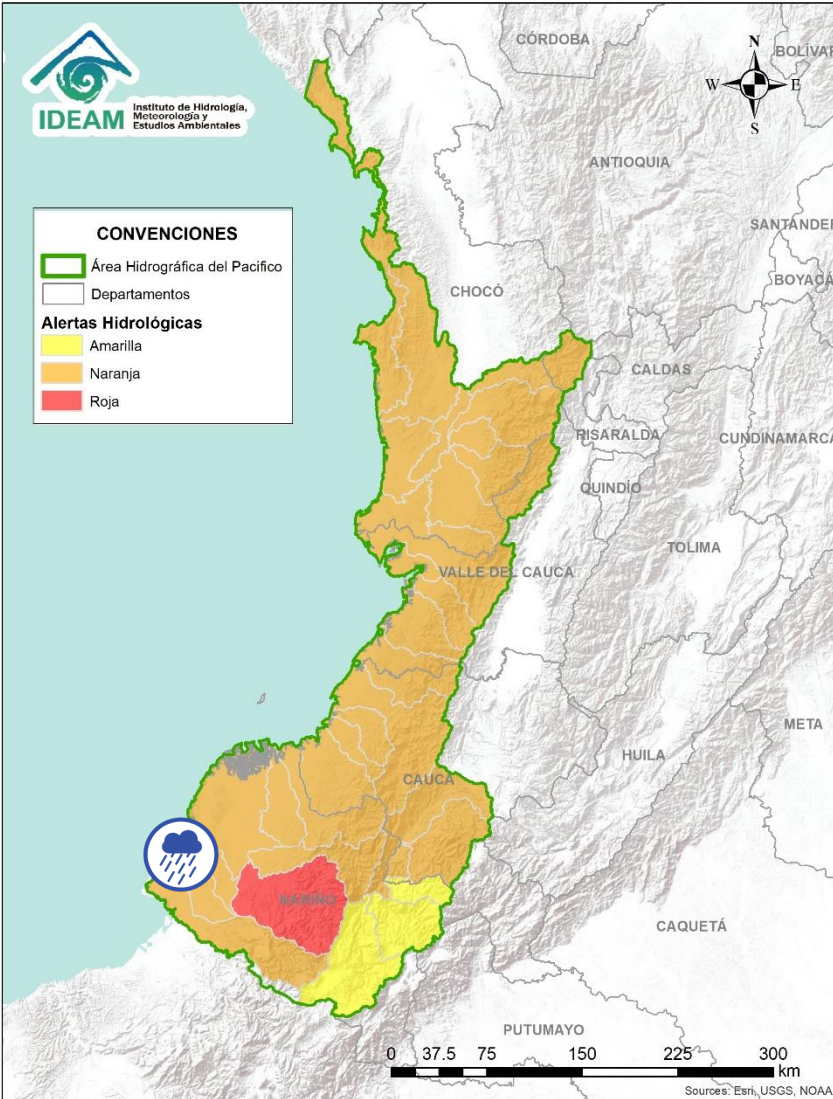 IDEAM
Instituto de Hidrología,
Meteorología y
Estudios Ambientales
N
W
E
S
CONVENCIONES
Área Hidrográfica del Pacifico
Departamentos
Alertas Hidrológicas
Amarilla
Naranja
Roja
CÓRDOBA
BOLÍVAR
ANTIOQUIA
SANTANDER
BOYACÁ
CHOCÓ
CALDAS
RISARALDA
CUNDINAMARCA
QUINDÍO
TOLIMA
VALLE DEL CAUCA
META
HUILA
CAUCA
NARIÑO
CAQUETÁ
PUTUMAYO
0 37.5 75 150 225 300
km
Sources: Esri, USGS, NOAA